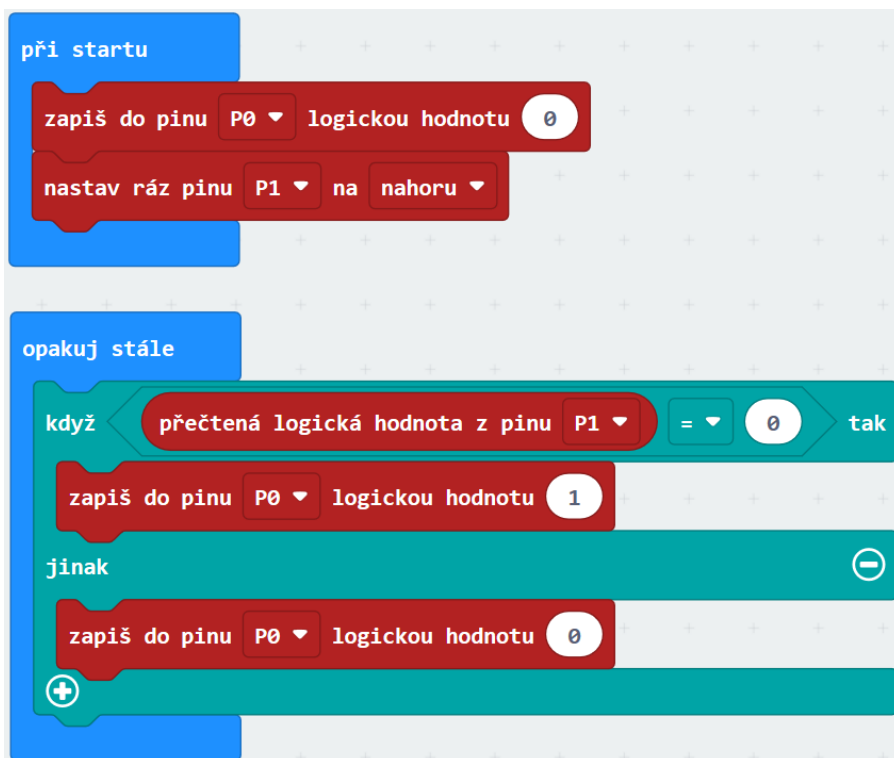 při startu
zapiš do pinu P0 logickou hodnotu 0
nastav ráz pinu P1 na nahoru
opakuj stále
když přečtená logická hodnota z pinu P1 = 0 tak
zapiš do pinu P0 logickou hodnotu 1
jinak
zapiš do pinu P0 logickou hodnotu 0